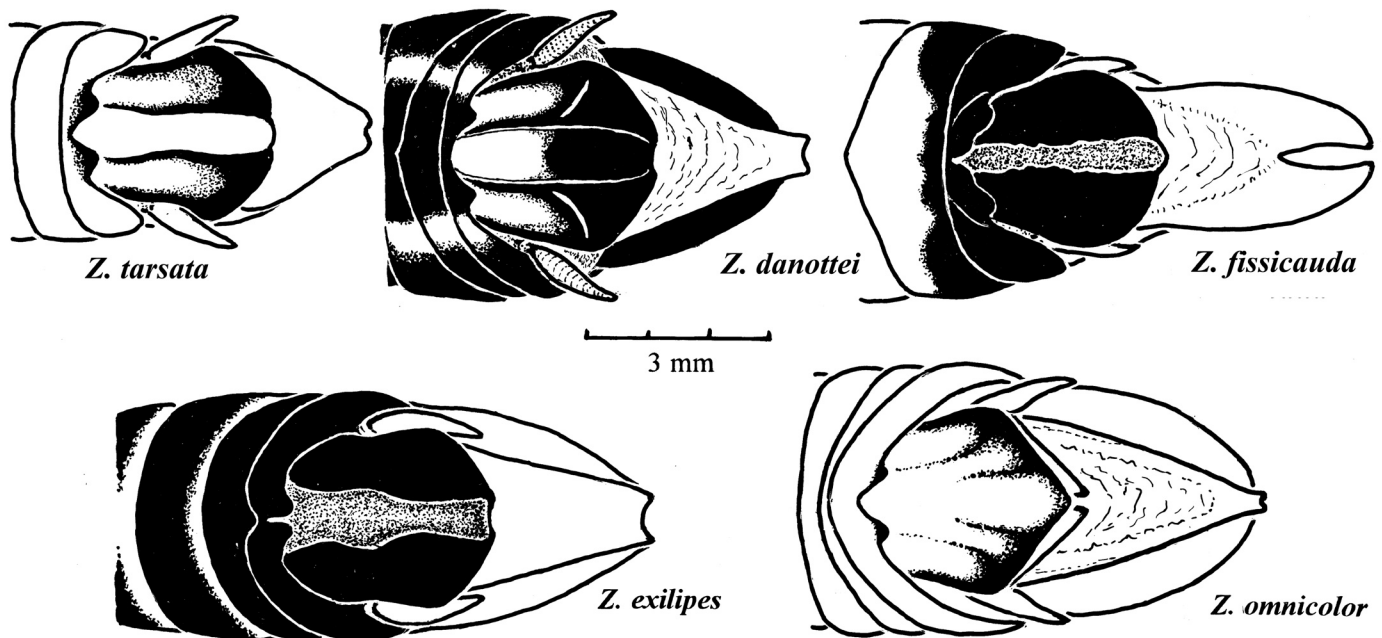 Z. tarsata
Z. danottei
Z. fissicauda
3 mm
Z. exilipes
Z. omnicolor